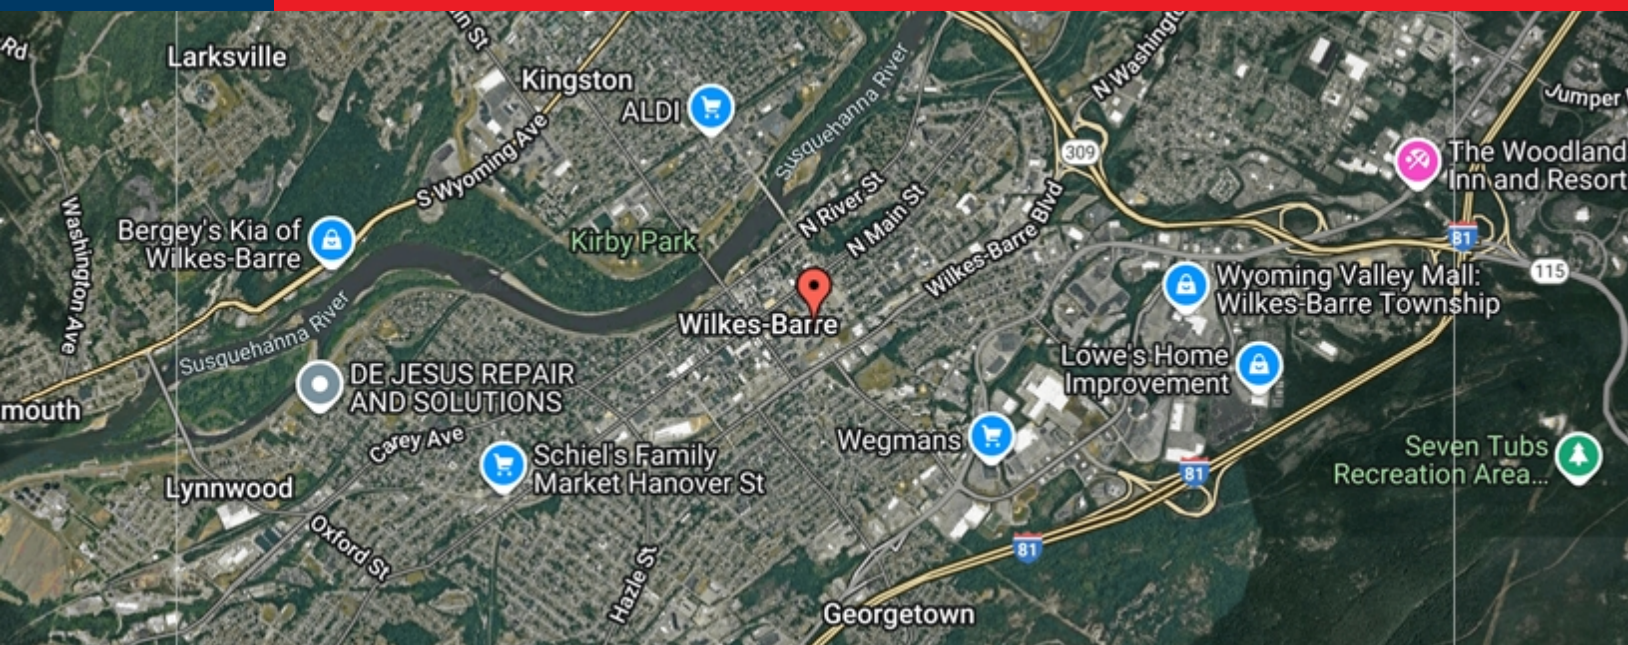 Rd
in St
Larksville
Kingston
ALDI
Susquehanna River
N Washingto
Jumper
309
The Woodland
Inn and Resort
S Wyoming Ave
Washington Ave
Bergey's Kia of
Wilkes-Barre
Kirby Park
N River St
N Main St
Wilkes-Barre Blvd
81
115
Wyoming Valley Mall:
Wilkes-Barre Township
Wilkes-Barre
Susquehanna River
Lowe's Home
Improvement
DE JESUS REPAIR
AND SOLUTIONS
mouth
Carey Ave
Wegmans
Schiel's Family
Market Hanover St
Seven Tubs
Recreation Area...
81
Lynnwood
Oxford St
81
Hazle St
Georgetown